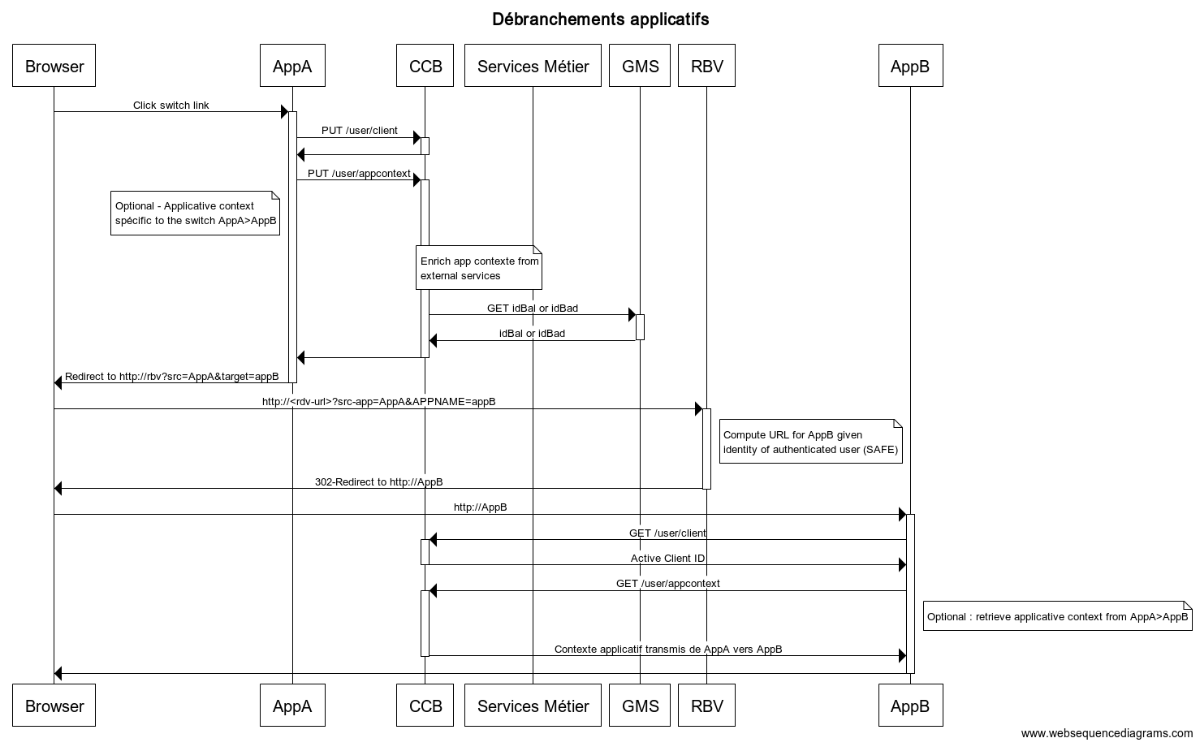 Débranchements applicatifs
Browser
AppA
CCB
Services Métier
GMS
RBV
AppB
Click switch link
PUT /user/client
PUT /user/appcontext
Optional - Applicative context
spécific to the switch AppA>AppB
Enrich app contexte from
external services
GET idBal or idBad
idBal or idBad
Redirect to http://rbv?src=AppA&target=appB
http://<rdv-url>?src-app=AppA&APPNAME=appB
Compute URL for AppB given
identity of authenticated user (SAFE)
302-Redirect to http://AppB
http://AppB
GET /user/client
Active Client ID
GET /user/appcontext
Optional : retrieve applicative context from AppA>AppB
Contexte applicatif transmis de AppA vers AppB
Browser
AppA
CCB
Services Métier
GMS
RBV
AppB
www.websequencediagrams.com